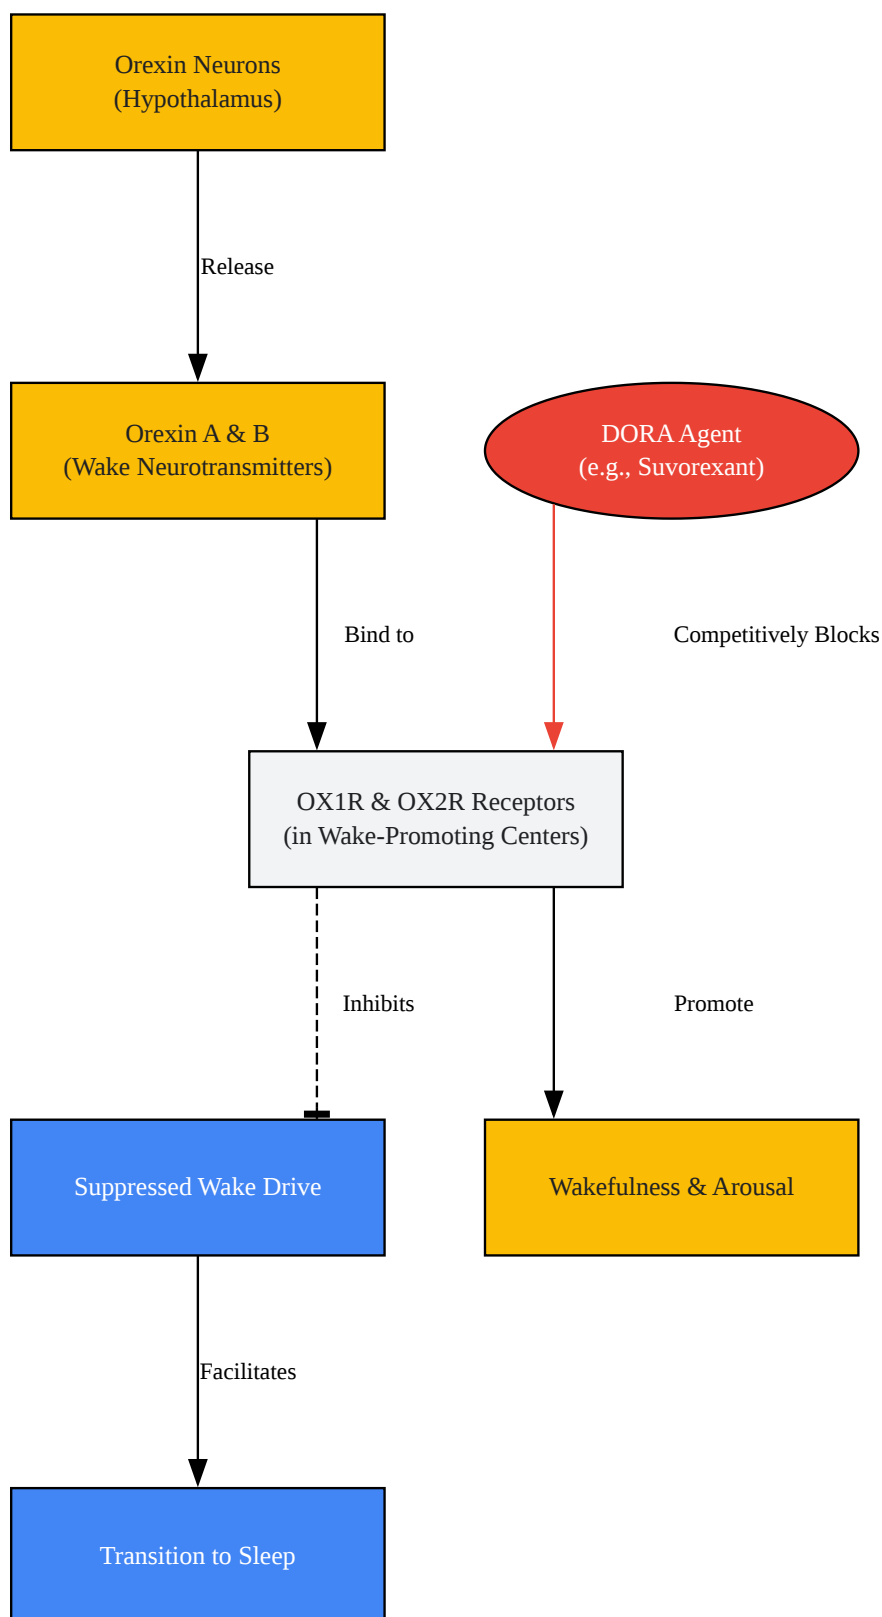 Orexin Neurons
(Hypothalamus)
Release
Orexin A & B
(Wake Neurotransmitters)
DORA Agent
(e.g., Suvorexant)
Bind to
Competitively Blocks
OX1R & OX2R Receptors
(in Wake-Promoting Centers)
Inhibits
Promote
Suppressed Wake Drive
Wakefulness & Arousal
Facilitates
Transition to Sleep